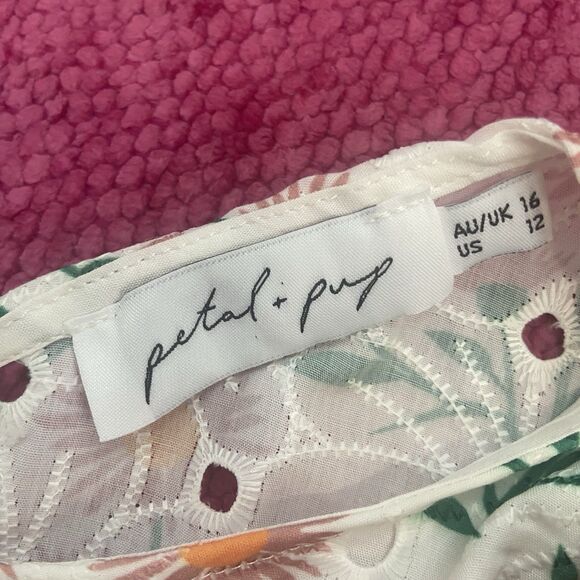 petal + pup
AU/UK 16
US 12